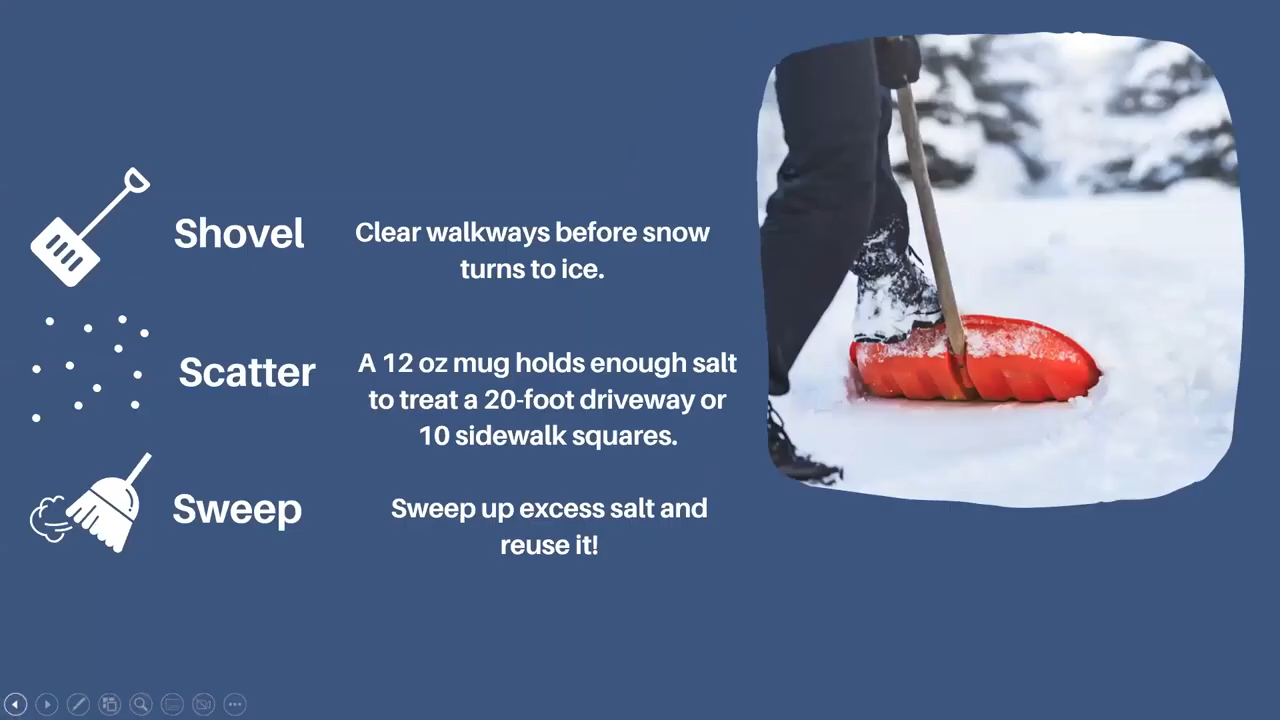 Shovel
Clear walkways before snow
turns to ice.
Scatter
A 12 oz mug holds enough salt
to treat a 20-foot driveway or
10 sidewalk squares.
Sweep
Sweep up excess salt and
reuse it!